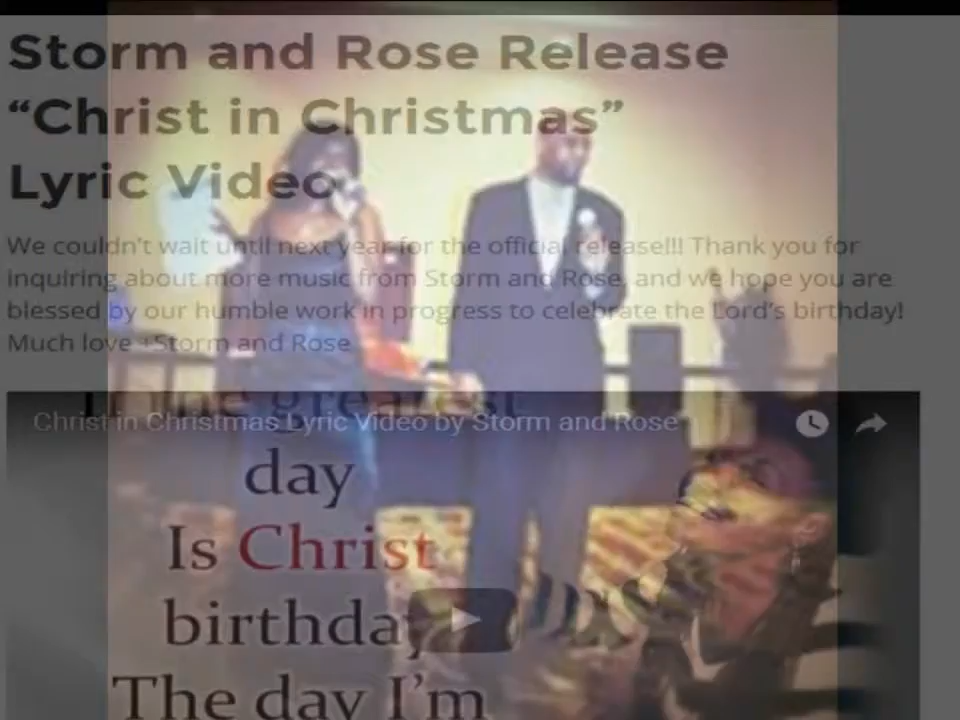 Storm and Rose Release
“Christ in Christmas”
Lyric Video
We couldn't wait until next year for the official release!!! Thank you for
inquiring about more music from Storm and Rose, and we hope you are
blessed by our humble work in progress to celebrate the Lord's birthday!
Much love +Storm and Rose
Christ in Christmas Lyric Video by Storm and Rose
the greatest
day
Is Christ
birthday
The day I'm